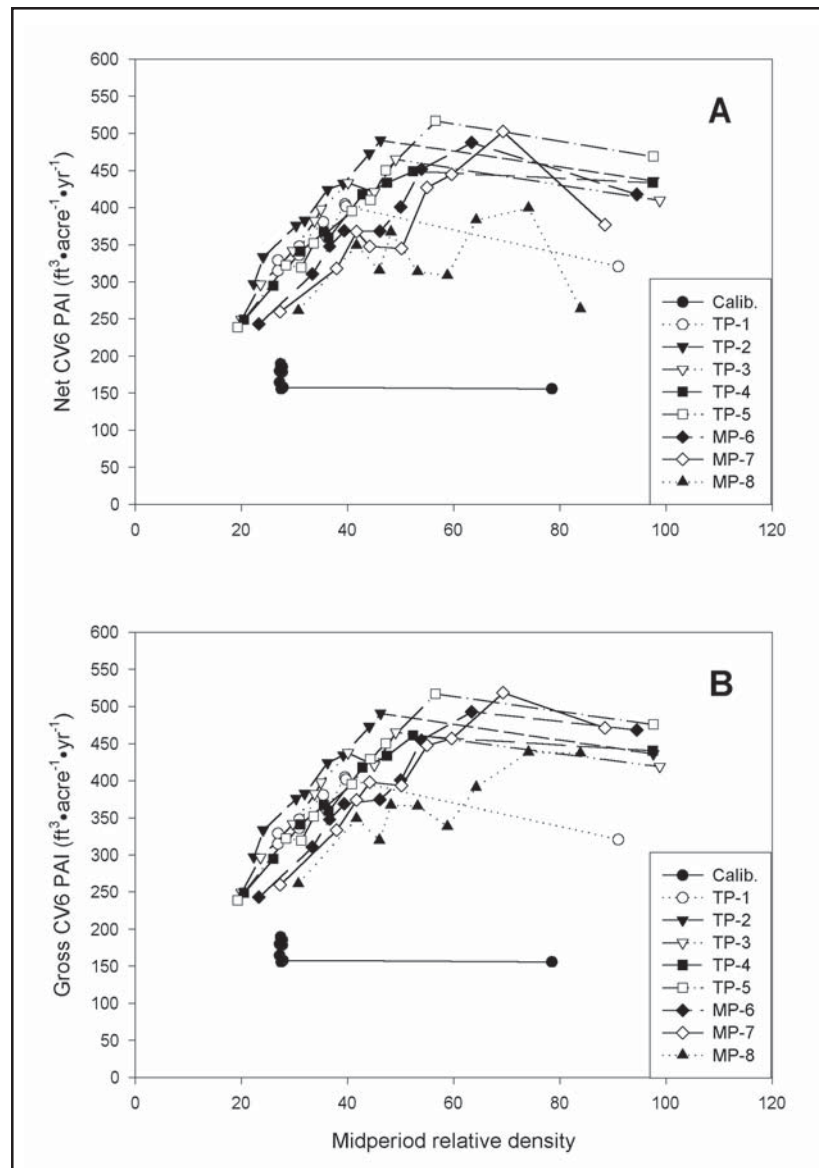 A
Net CV6 PAI (ft³•acre⁻¹•yr⁻¹)
600
550
500
450
400
350
300
250
200
150
100
50
0
0 20 40 60 80 100 120
Calib.
TP-1
TP-2
TP-3
TP-4
TP-5
MP-6
MP-7
MP-8
B
Gross CV6 PAI (ft³•acre⁻¹•yr⁻¹)
600
550
500
450
400
350
300
250
200
150
100
50
0
0 20 40 60 80 100 120
Calib.
TP-1
TP-2
TP-3
TP-4
TP-5
MP-6
MP-7
MP-8
Midperiod relative density